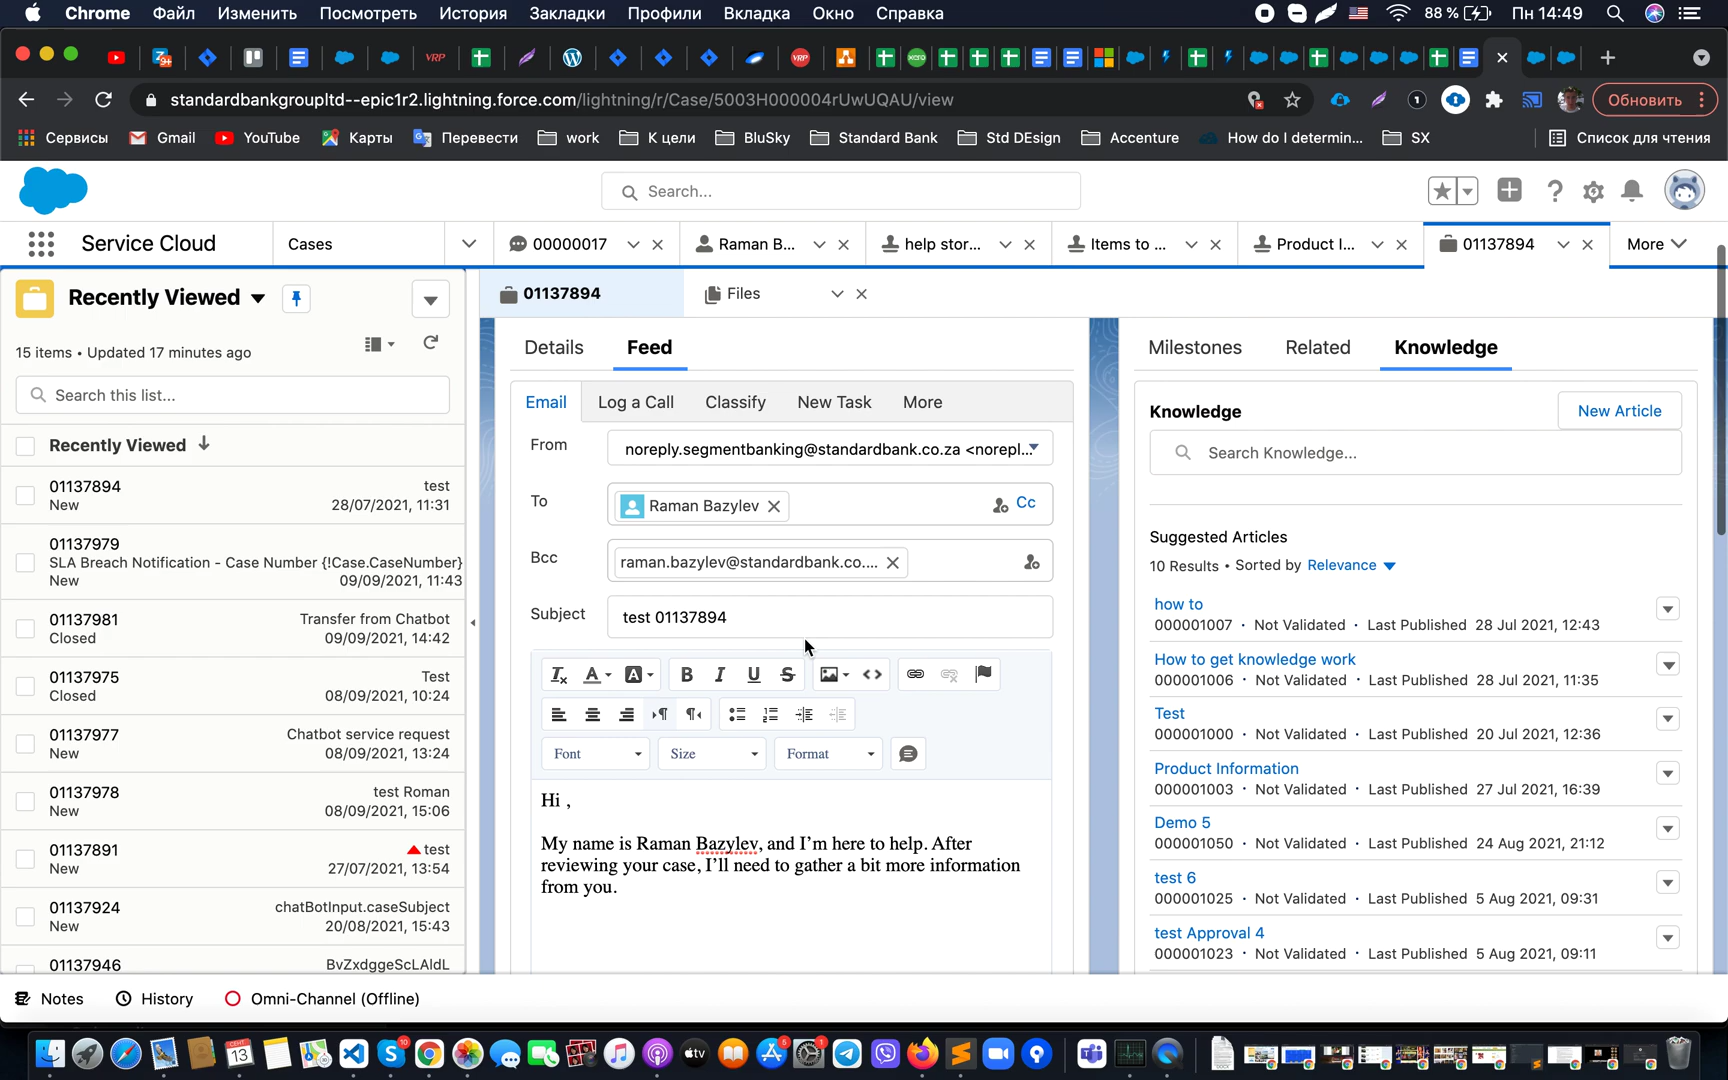 Chrome Файл Изменить Посмотреть История Закладки Профили Вкладка Окно Справка 88 % Пн 14:49
standardbankgroupltd--epic1r2.lightning.force.com/lightning/r/Case/5003H000004rUwUQAU/view Обновить
Сервисы Gmail YouTube Карты Перевести work К цели BluSky Standard Bank Std DEsign Accenture How do I determin... SX Список для чтения
Search...
Service Cloud Cases 00000017 Raman B... help stor... Items to ... Product I... 01137894 More
Recently Viewed
15 items • Updated 17 minutes ago
Search this list...
Recently Viewed
01137894 test
New 28/07/2021, 11:31
01137979
SLA Breach Notification - Case Number {!Case.CaseNumber}
New 09/09/2021, 11:43
01137981 Transfer from Chatbot
Closed 09/09/2021, 14:42
01137975 Test
Closed 08/09/2021, 10:24
01137977 Chatbot service request
New 08/09/2021, 13:24
01137978 test Roman
New 08/09/2021, 15:06
01137891 test
New 27/07/2021, 13:54
01137924 chatBotInput.caseSubject
New 20/08/2021, 15:43
01137946 BvZxdggeScLAldL
01137894 Files
Details Feed
Email Log a Call Classify New Task More
From noreply.segmentbanking@standardbank.co.za <norepl...
To Raman Bazylev Cc
Bcc raman.bazylev@standardbank.co....
Subject test 01137894
Font Size Format
Hi ,
My name is Raman Bazylev, and I’m here to help. After
reviewing your case, I’ll need to gather a bit more information
from you.
Milestones Related Knowledge
Knowledge New Article
Search Knowledge...
Suggested Articles
10 Results • Sorted by Relevance
how to
000001007 • Not Validated • Last Published 28 Jul 2021, 12:43
How to get knowledge work
000001006 • Not Validated • Last Published 28 Jul 2021, 11:35
Test
000001000 • Not Validated • Last Published 20 Jul 2021, 12:36
Product Information
000001003 • Not Validated • Last Published 27 Jul 2021, 16:39
Demo 5
000001050 • Not Validated • Last Published 24 Aug 2021, 21:12
test 6
000001025 • Not Validated • Last Published 5 Aug 2021, 09:31
test Approval 4
000001023 • Not Validated • Last Published 5 Aug 2021, 09:11
Notes History Omni-Channel (Offline)